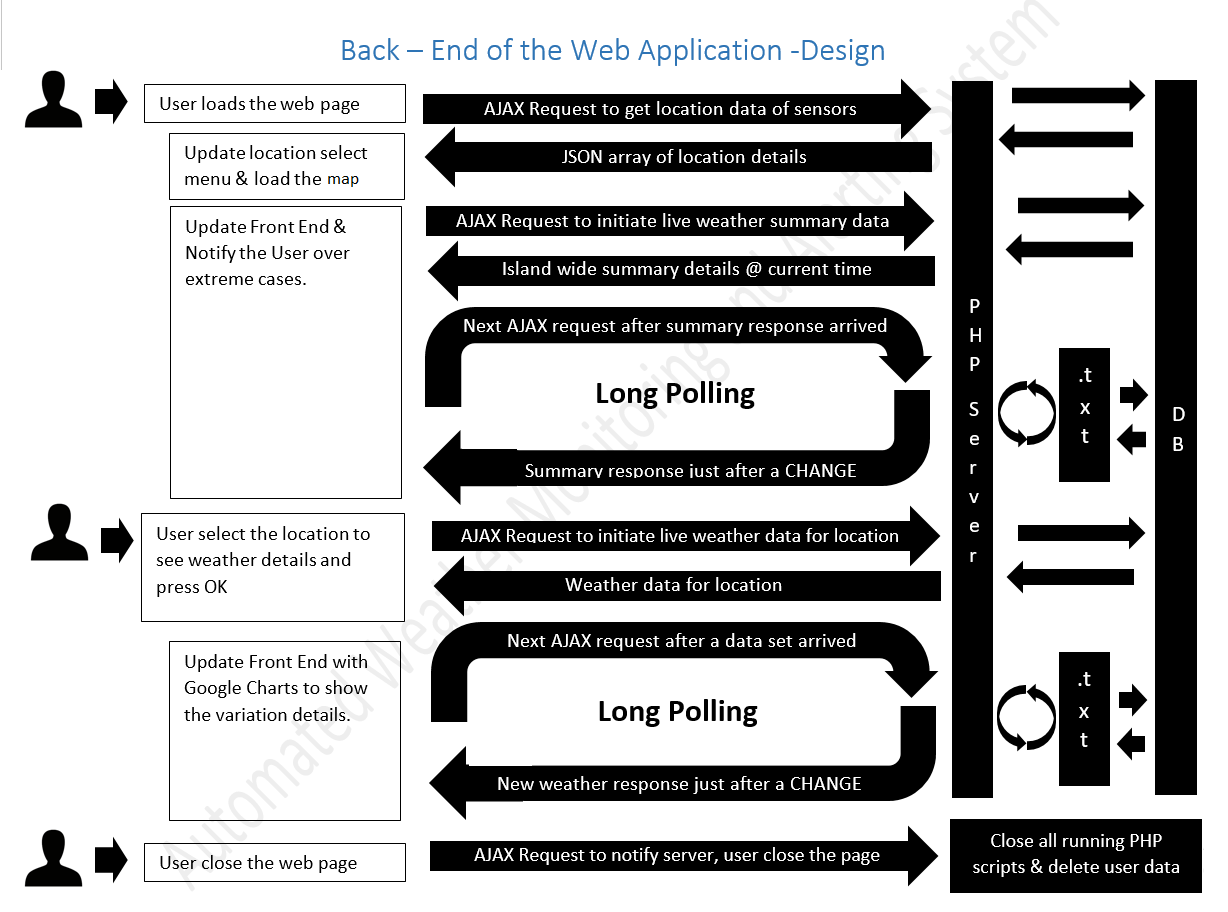 Back – End of the Web Application -Design
User loads the web page
AJAX Request to get location data of sensors
Update location select
menu & load the map
JSON array of location details
Update Front End &
Notify the User over
extreme cases.
AJAX Request to initiate live weather summary data
Island wide summary details @ current time
Next AJAX request after summary response arrived
Long Polling
Summary response just after a CHANGE
PHP Server
.txt
DB
User select the location to
see weather details and
press OK
AJAX Request to initiate live weather data for location
Weather data for location
Update Front End with
Google Charts to show
the variation details.
Next AJAX request after a data set arrived
Long Polling
New weather response just after a CHANGE
.txt
User close the web page
AJAX Request to notify server, user close the page
Close all running PHP
scripts & delete user data
Automated Weather Monitoring and Alerting System